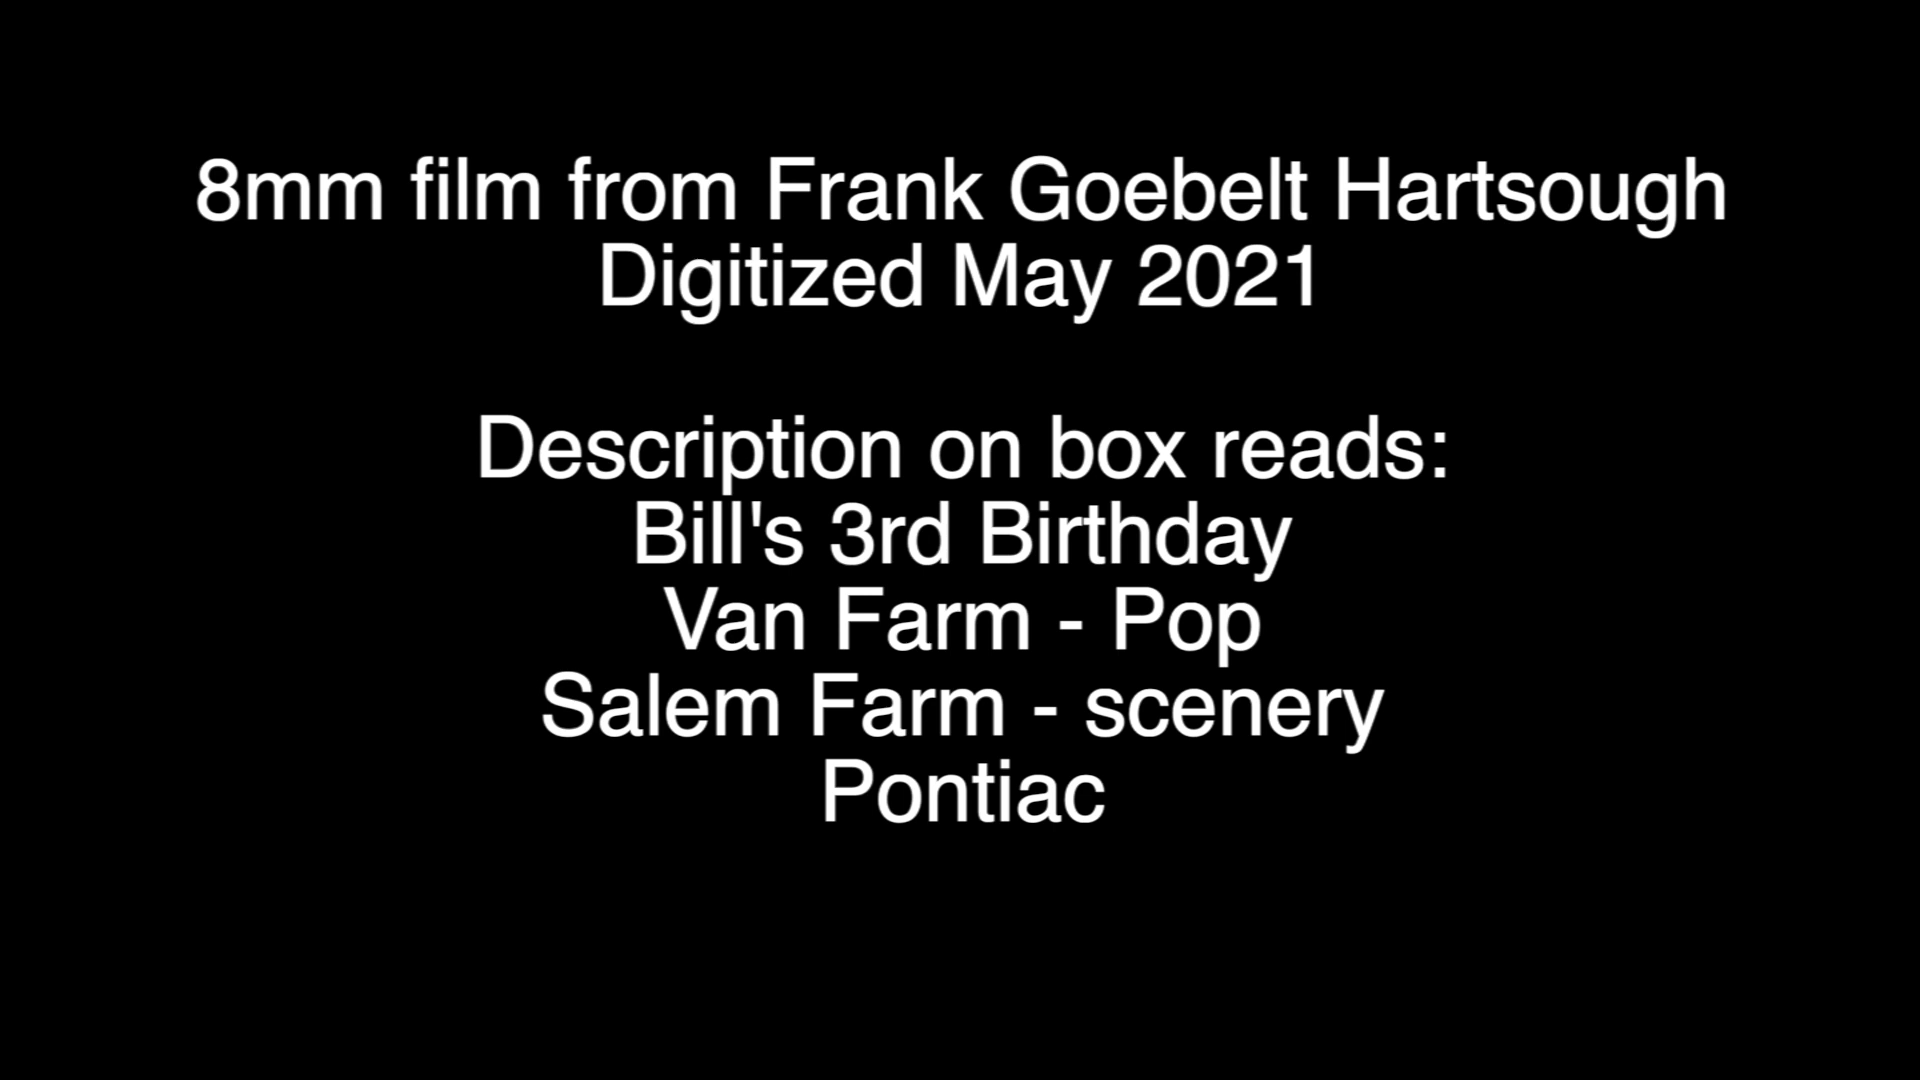 8mm film from Frank Goebelt Hartsough
Digitized May 2021
Description on box reads:
Bill's 3rd Birthday
Van Farm - Pop
Salem Farm - scenery
Pontiac